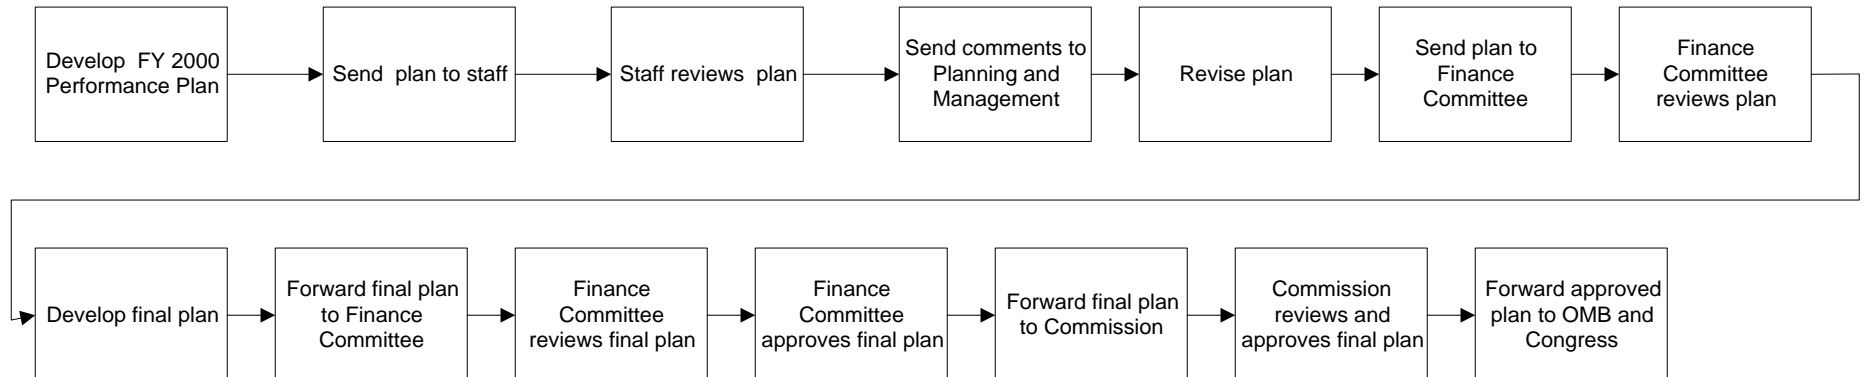 Develop FY 2000
Performance Plan
Send plan to staff
Staff reviews plan
Send comments to
Planning and
Management
Revise plan
Send plan to
Finance
Committee
Finance
Committee
reviews plan
Develop final plan
Forward final plan
to Finance
Committee
Finance
Committee
reviews final plan
Finance
Committee
approves final plan
Forward final plan
to Commission
Commission
reviews and
approves final plan
Forward approved
plan to OMB and
Congress